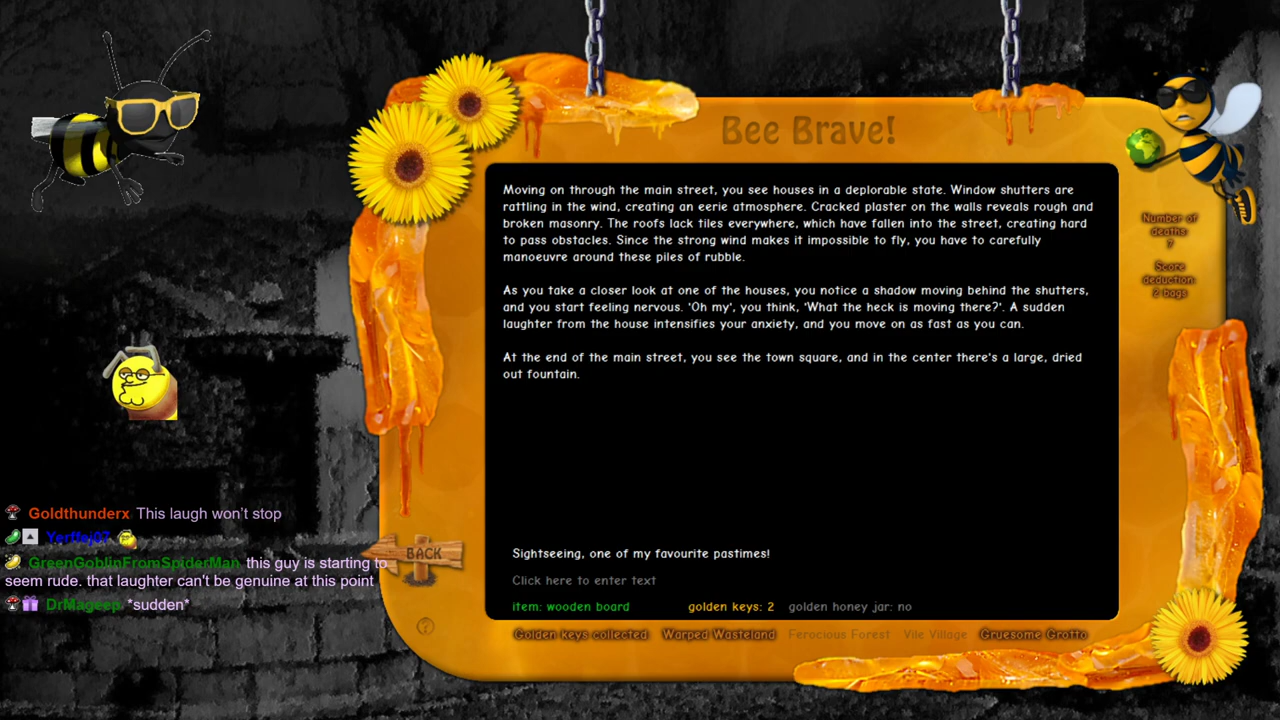 Bee Brave!
Moving on through the main street, you see houses in a deplorable state. Window shutters are
rattling in the wind, creating an eerie atmosphere. Cracked plaster on the walls reveals rough and
broken masonry. The roofs lack tiles everywhere, which have fallen into the street, creating hard
to pass obstacles. Since the strong wind makes it impossible to fly, you have to carefully
manoeuvre around these piles of rubble.
As you take a closer look at one of the houses, you notice a shadow moving behind the shutters,
and you start feeling nervous. 'Oh my', you think, 'What the heck is moving there?'. A sudden
laughter from the house intensifies your anxiety, and you move on as fast as you can.
At the end of the main street, you see the town square, and in the center there's a large, dried
out fountain.
Number of
deaths:
7
Score
deduction:
2 bags
Goldthunderx This laugh won't stop
Yerffej07
GreenGoblinFromSpiderMan this guy is starting to
seem rude. that laughter can't be genuine at this point
DrMageep *sudden*
BACK
?
Sightseeing, one of my favourite pastimes!
Click here to enter text
item: wooden board golden keys: 2 golden honey jar: no
Golden keys collected Warped Wasteland Ferocious Forest Vile Village Gruesome Grotto